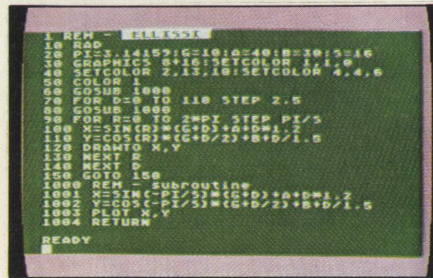 1 REM - ELLISSI
10 RAD
20 PI=3.14159:G=10:A=40:B=30:S=16
30 GRAPHICS 8+16:SETCOLOR 1,1,0
40 SETCOLOR 2,13,10:SETCOLOR 4,4,6
50 COLOR 1
60 GOSUB 1000
70 FOR D=0 TO 110 STEP 2.5
80 GOSUB 1000
90 FOR R=0 TO 2*PI STEP PI/S
100 X=SIN(R)*(G+D)+A+D*1.2
110 Y=COS(R)*(G+D/2)+B+D/1.5
120 DRAWTO X,Y
130 NEXT R
140 NEXT D
150 GOTO 150
1000 REM - subroutine
1001 X=SIN(-PI/S)*(G+D)+A+D*1.2
1002 Y=COS(-PI/S)*(G+D/2)+B+D/1.5
1003 PLOT X,Y
1004 RETURN
READY